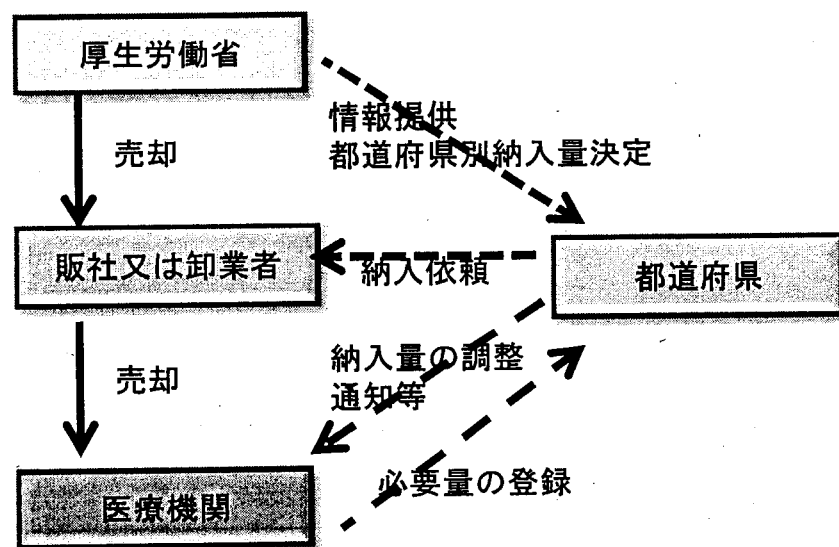 厚生労働省
売却
情報提供
都道府県別納入量決定
販社又は卸業者
納入依頼
都道府県
売却
納入量の調整
通知等
必要量の登録
医療機関